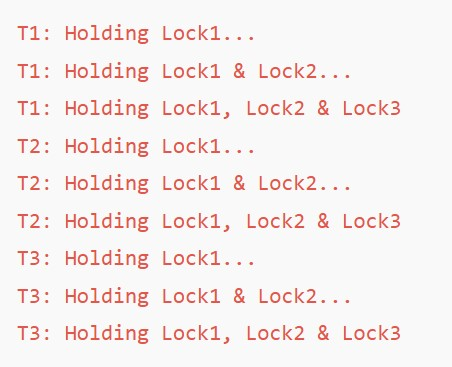 T1: Holding Lock1...
T1: Holding Lock1 & Lock2...
T1: Holding Lock1, Lock2 & Lock3
T2: Holding Lock1...
T2: Holding Lock1 & Lock2...
T2: Holding Lock1, Lock2 & Lock3
T3: Holding Lock1...
T3: Holding Lock1 & Lock2...
T3: Holding Lock1, Lock2 & Lock3